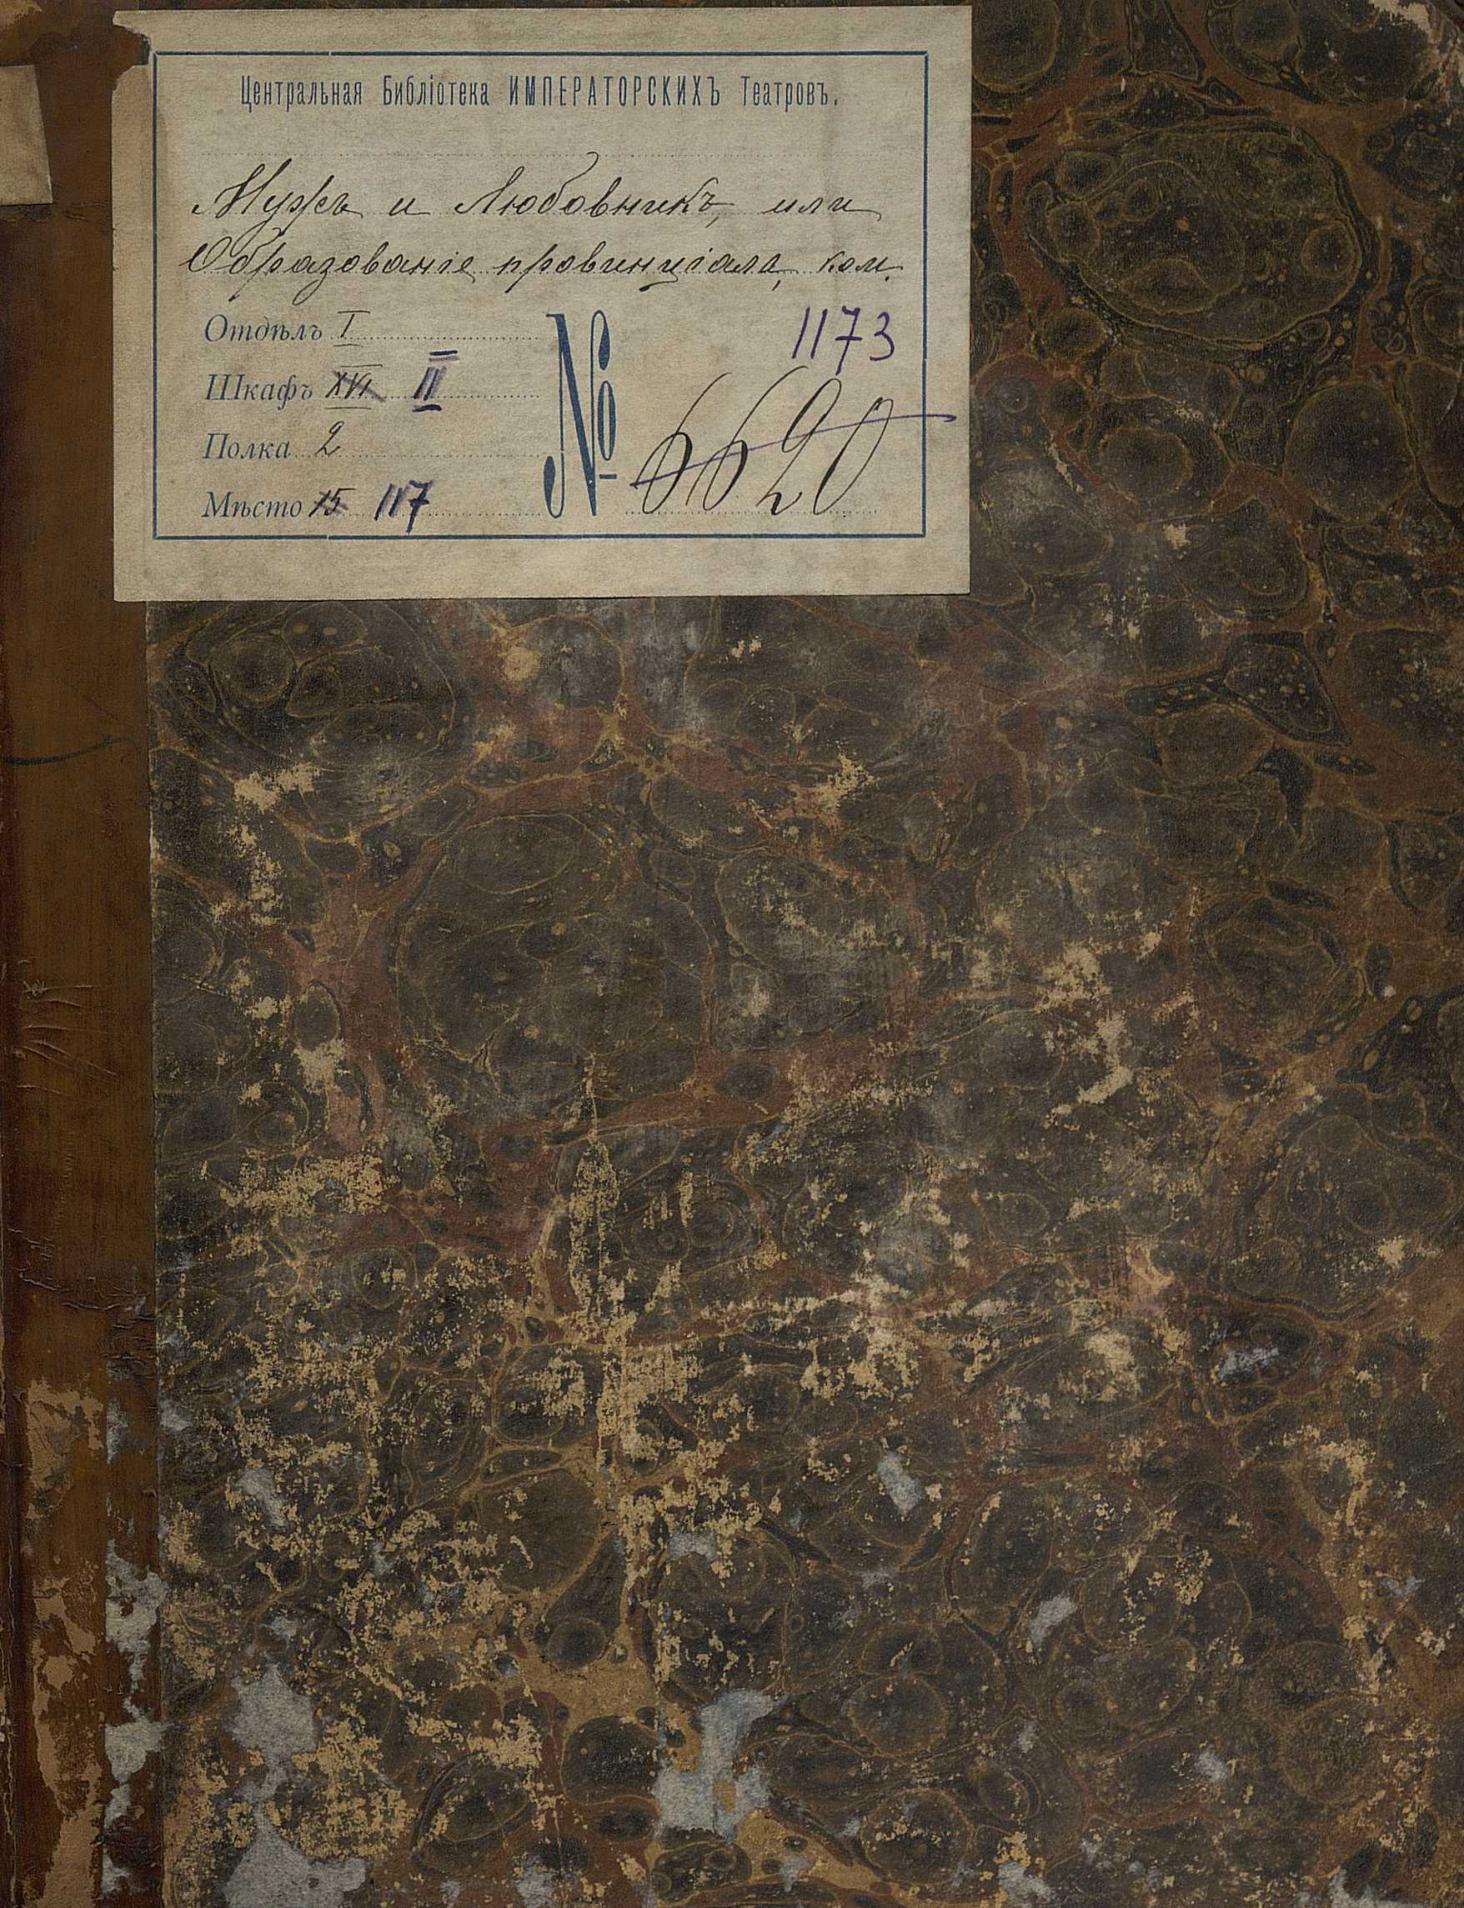 Центральная Библіотека ИМПЕРАТОРСКИХЪ Театровъ.
Мужъ и Любовникъ, или
Образованіе провинціала, ком.
Отдѣлъ I
Шкафъ XVI II
Полка 2
Мѣсто 15 117
№ 6620
1173